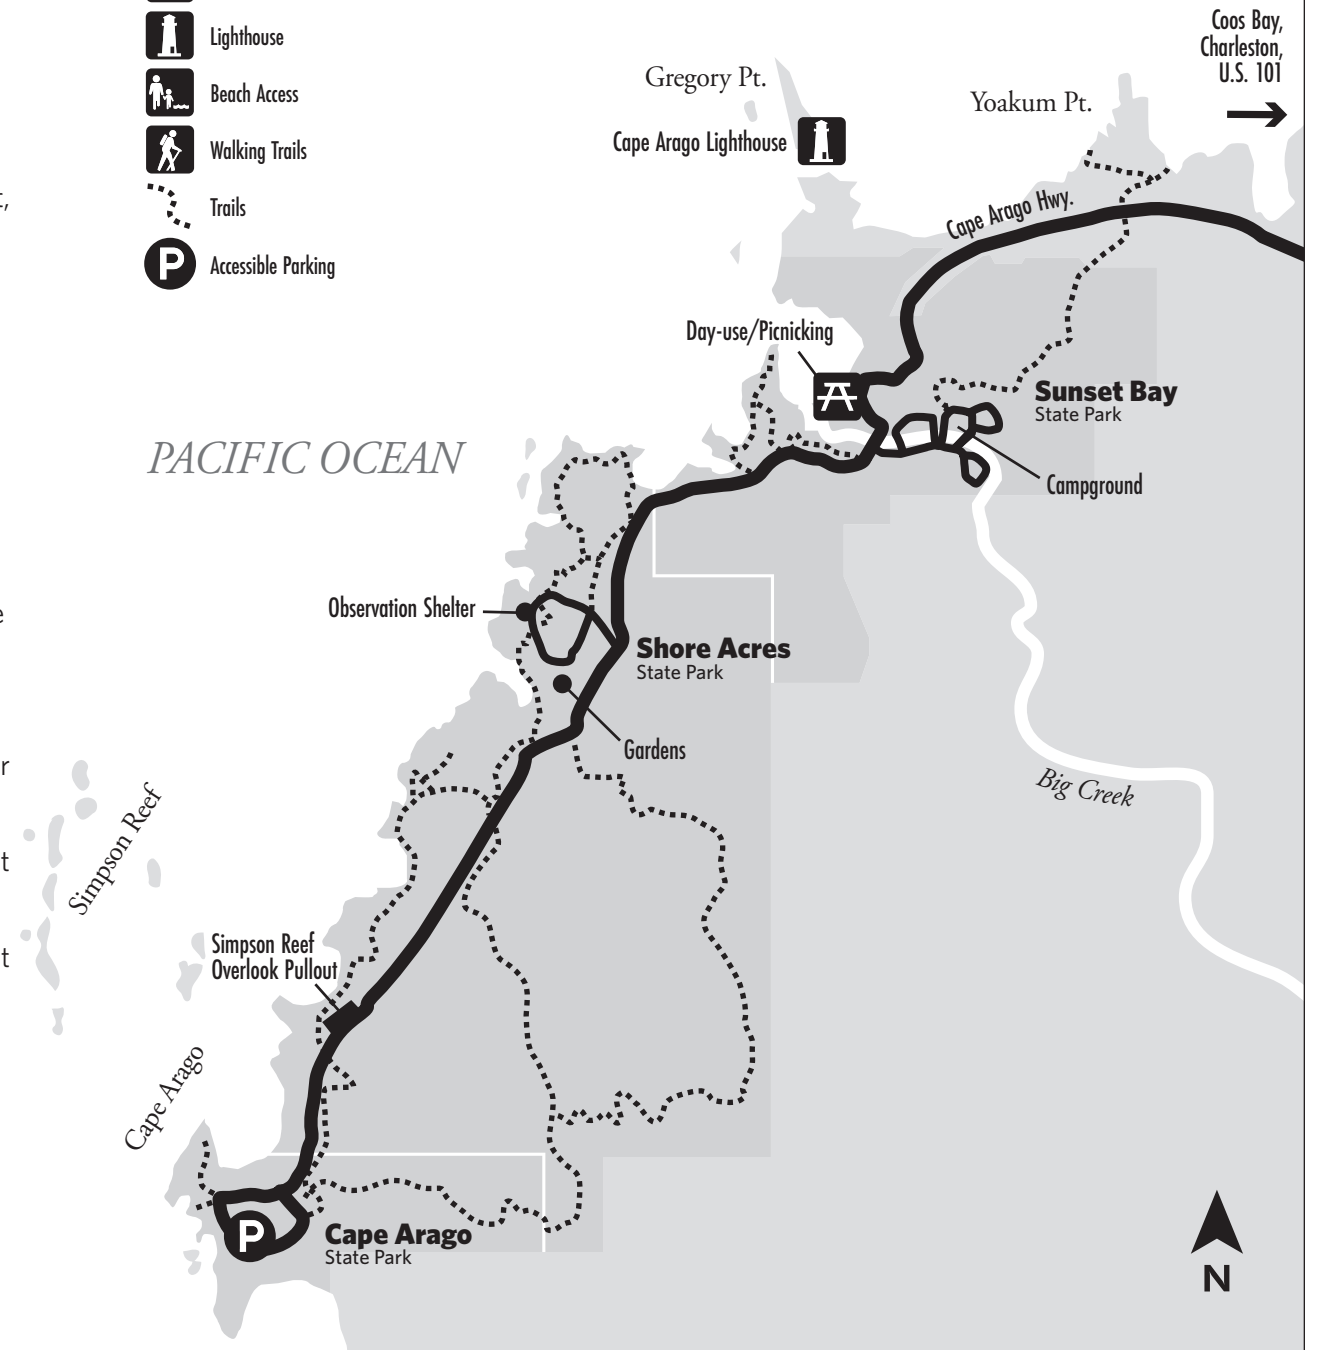 Lighthouse
Beach Access
Walking Trails
Trails
P
Accessible Parking
Coos Bay,
Charleston,
U.S. 101
Gregory Pt.
Yoakum Pt.
Cape Arago Lighthouse
Cape Arago Hwy.
t,
Day-use/Picnicking
Sunset Bay
State Park
PACIFIC OCEAN
Campground
Observation Shelter
e
Shore Acres
State Park
Gardens
r
Big Creek
Simpson Reef
t
Simpson Reef
Overlook Pullout
t
Cape Arago
P
Cape Arago
State Park
N